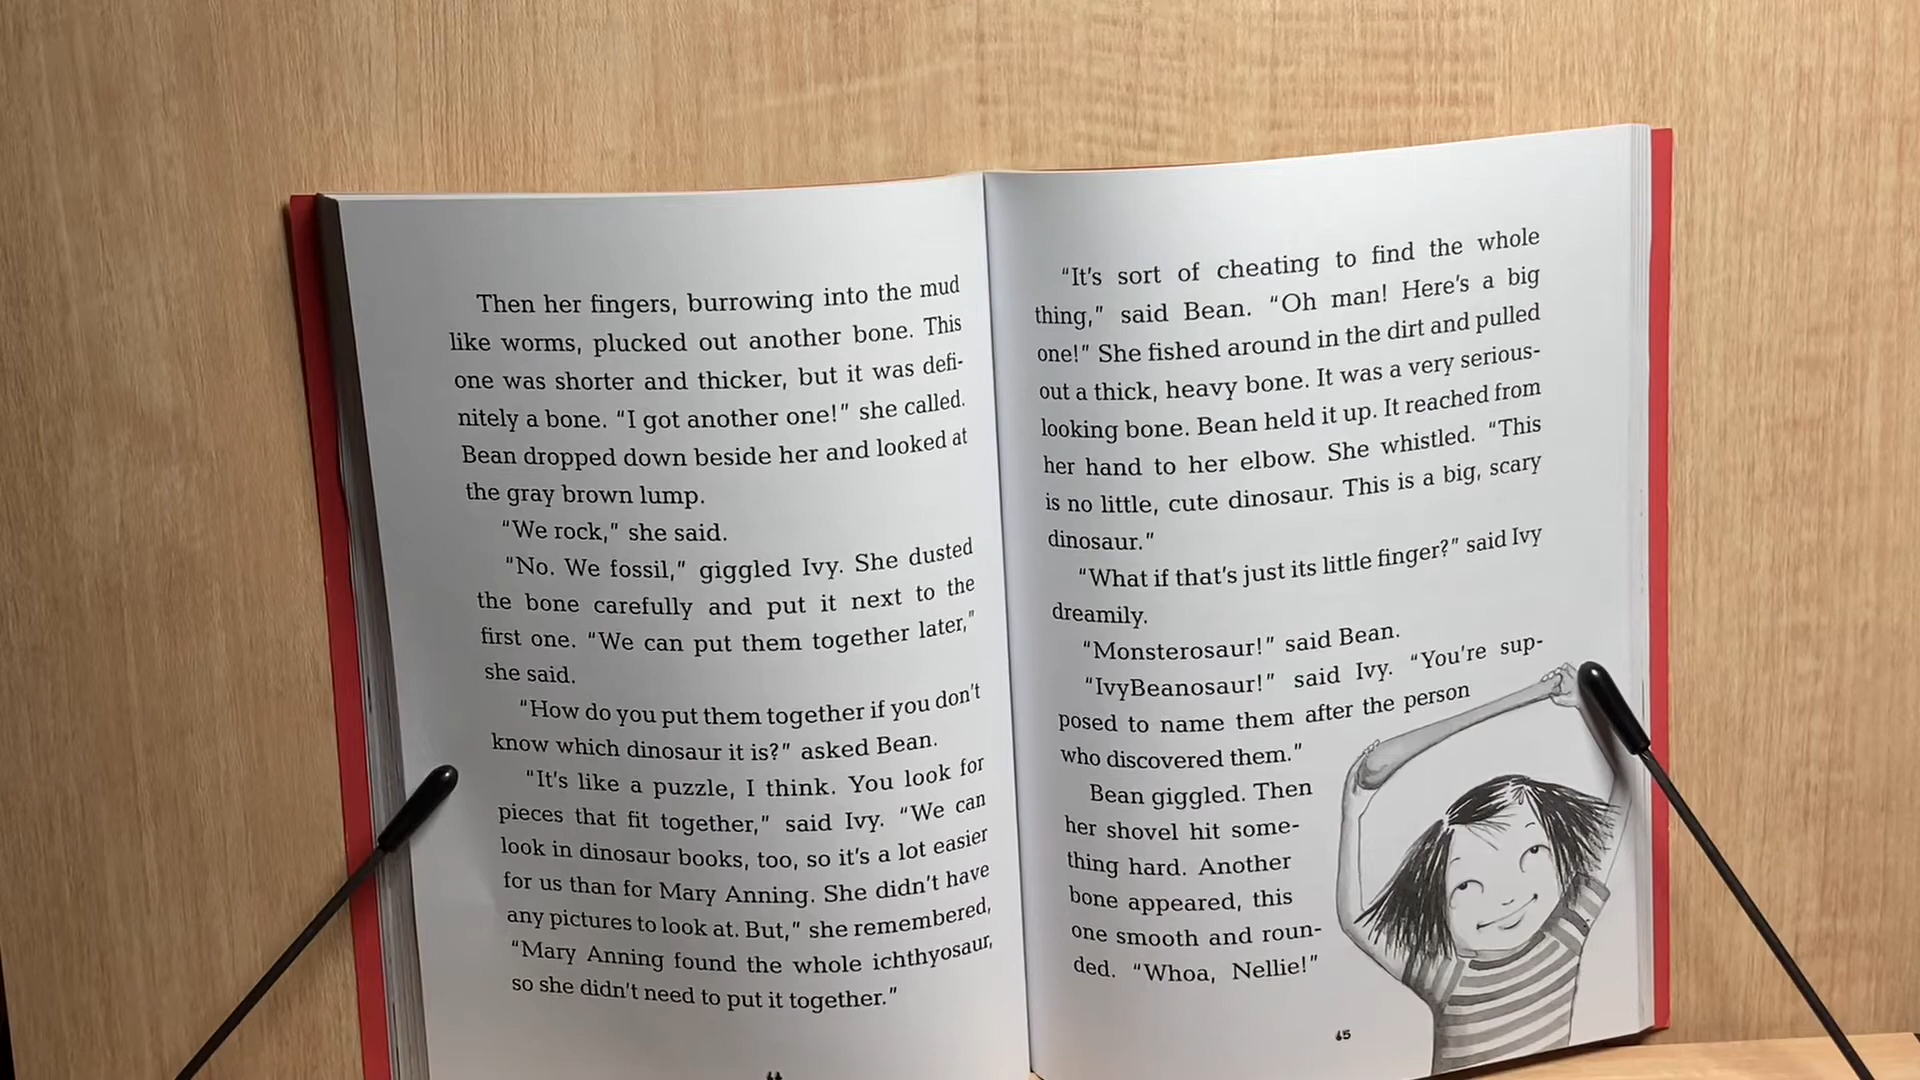 Then her fingers, burrowing into the mud
like worms, plucked out another bone. This
one was shorter and thicker, but it was defi-
nitely a bone. “I got another one!” she called.
Bean dropped down beside her and looked at
the gray brown lump.
“We rock,” she said.
“No. We fossil,” giggled Ivy. She dusted
the bone carefully and put it next to the
first one. “We can put them together later,”
she said.
“How do you put them together if you don’t
know which dinosaur it is?” asked Bean.
“It’s like a puzzle, I think. You look for
pieces that fit together,” said Ivy. “We can
look in dinosaur books, too, so it’s a lot easier
for us than for Mary Anning. She didn’t have
any pictures to look at. But,” she remembered,
“Mary Anning found the whole ichthyosaur,
so she didn’t need to put it together.”
“It’s sort of cheating to find the whole
thing,” said Bean. “Oh man! Here’s a big
one!” She fished around in the dirt and pulled
out a thick, heavy bone. It was a very serious-
looking bone. Bean held it up. It reached from
her hand to her elbow. She whistled. “This
is no little, cute dinosaur. This is a big, scary
dinosaur.”
“What if that’s just its little finger?” said Ivy
dreamily.
“Monsterosaur!” said Bean.
“IvyBeanosaur!” said Ivy. “You’re sup-
posed to name them after the person
who discovered them.”
Bean giggled. Then
her shovel hit some-
thing hard. Another
bone appeared, this
one smooth and roun-
ded. “Whoa, Nellie!”
65